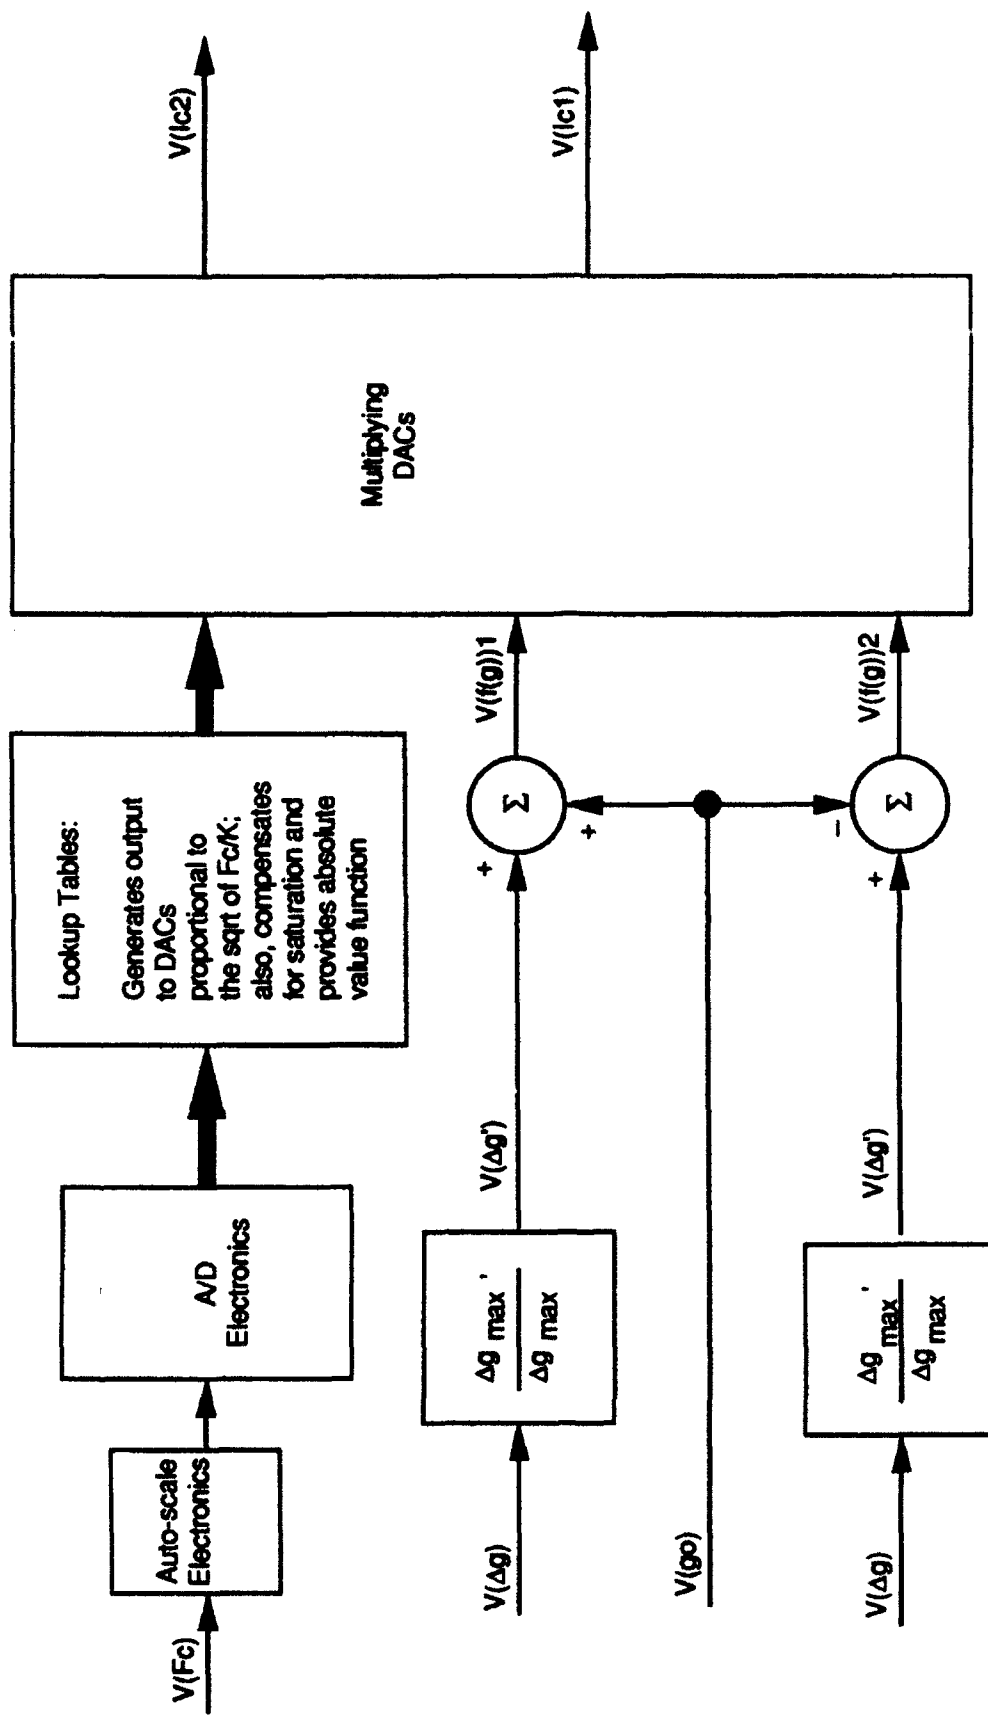 V(Fc)
Auto-scale
Electronics
A/D
Electronics
Lookup Tables:
Generates output
to DACs
proportional to
the sqrt of Fc/K;
also, compensates
for saturation and
provides absolute
value function
Multiplying
DACs
V(Ic2)
V(Ic1)
V(Δg)
Δg max '
Δg max
V(Δg')
+
Σ
+
V(f(g))1
V(go)
V(Δg)
Δg max '
Δg max
V(Δg')
+
Σ
-
V(f(g))2